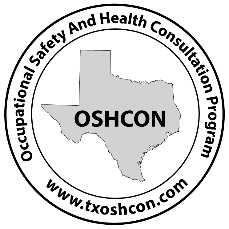 Occupational Safety And Health Consultation Program
OSHCON
www.txoshcon.com